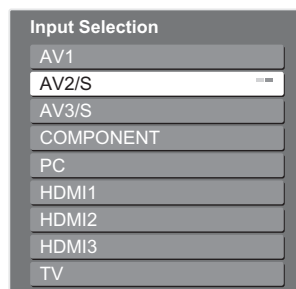 Input Selection
AV1
AV2/S
AV3/S
COMPONENT
PC
HDMI1
HDMI2
HDMI3
TV